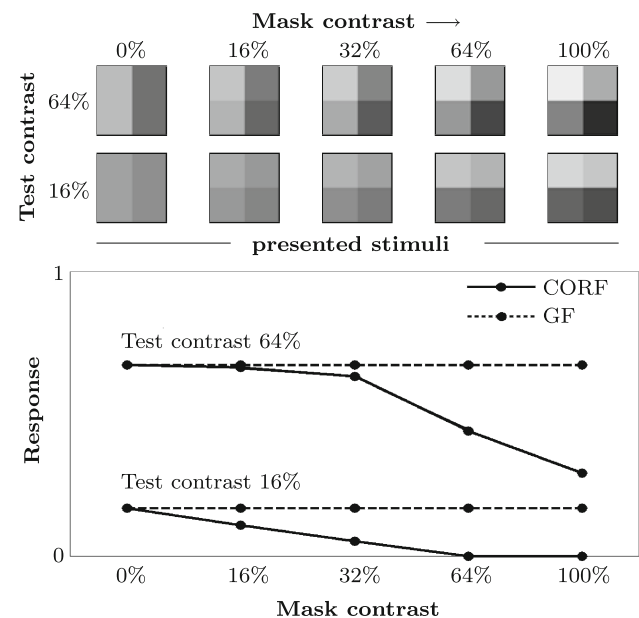 Mask contrast →
0% 16% 32% 64% 100%
Test contrast
64%
16%
presented stimuli
1
CORF
GF
Test contrast 64%
Response
Test contrast 16%
0
0% 16% 32% 64% 100%
Mask contrast